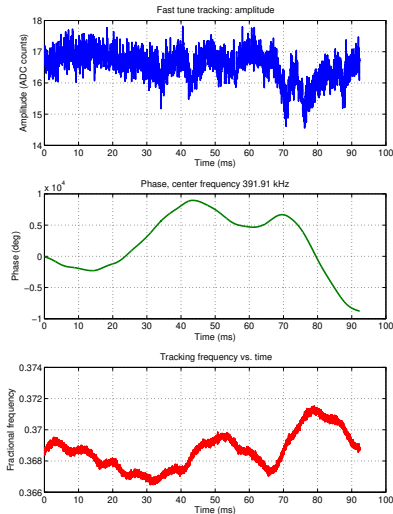 Fast tune tracking: amplitude
18
17
16
15
14
Amplitude (ADC counts)
0 10 20 30 40 50 60 70 80 90 100
Time (ms)
Phase, center frequency 391.91 kHz
x 10^4
1
0.5
0
−0.5
−1
Phase (deg)
0 10 20 30 40 50 60 70 80 90 100
Time (ms)
Tracking frequency vs. time
0.374
0.372
0.37
0.368
0.366
Fractional frequency
0 10 20 30 40 50 60 70 80 90 100
Time (ms)